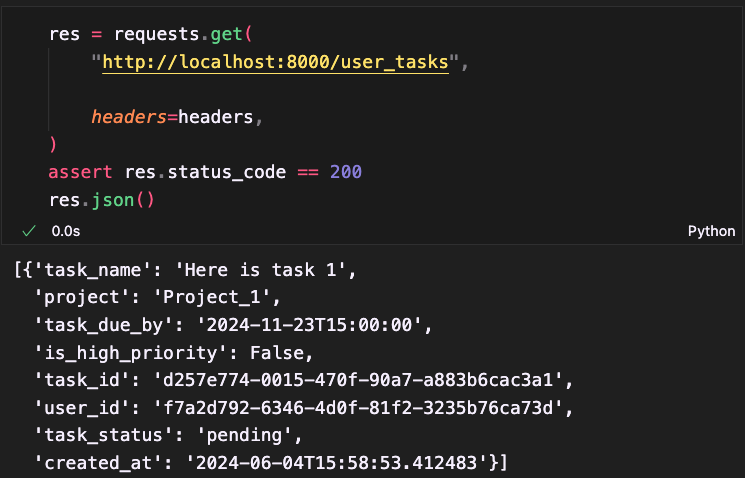 res = requests.get(
"http://localhost:8000/user_tasks",
headers=headers,
)
assert res.status_code == 200
res.json()
✓ 0.0s Python
[{'task_name': 'Here is task 1',
'project': 'Project_1',
'task_due_by': '2024-11-23T15:00:00',
'is_high_priority': False,
'task_id': 'd257e774-0015-470f-90a7-a883b6cac3a1',
'user_id': 'f7a2d792-6346-4d0f-81f2-3235b76ca73d',
'task_status': 'pending',
'created_at': '2024-06-04T15:58:53.412483'}]